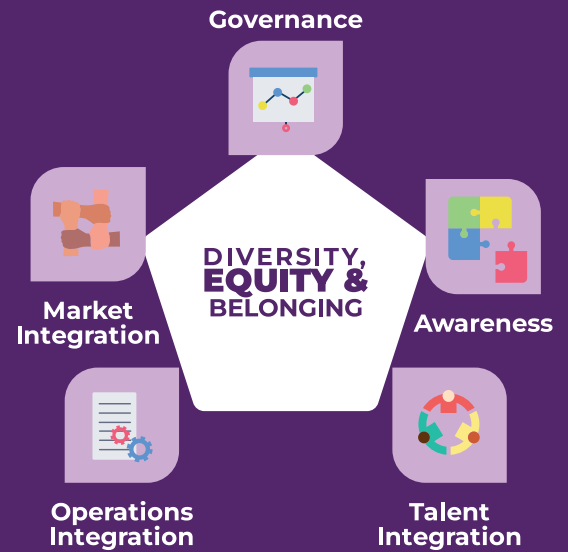 Governance
DIVERSITY,
EQUITY &
BELONGING
Market
Integration
Awareness
Operations
Integration
Talent
Integration